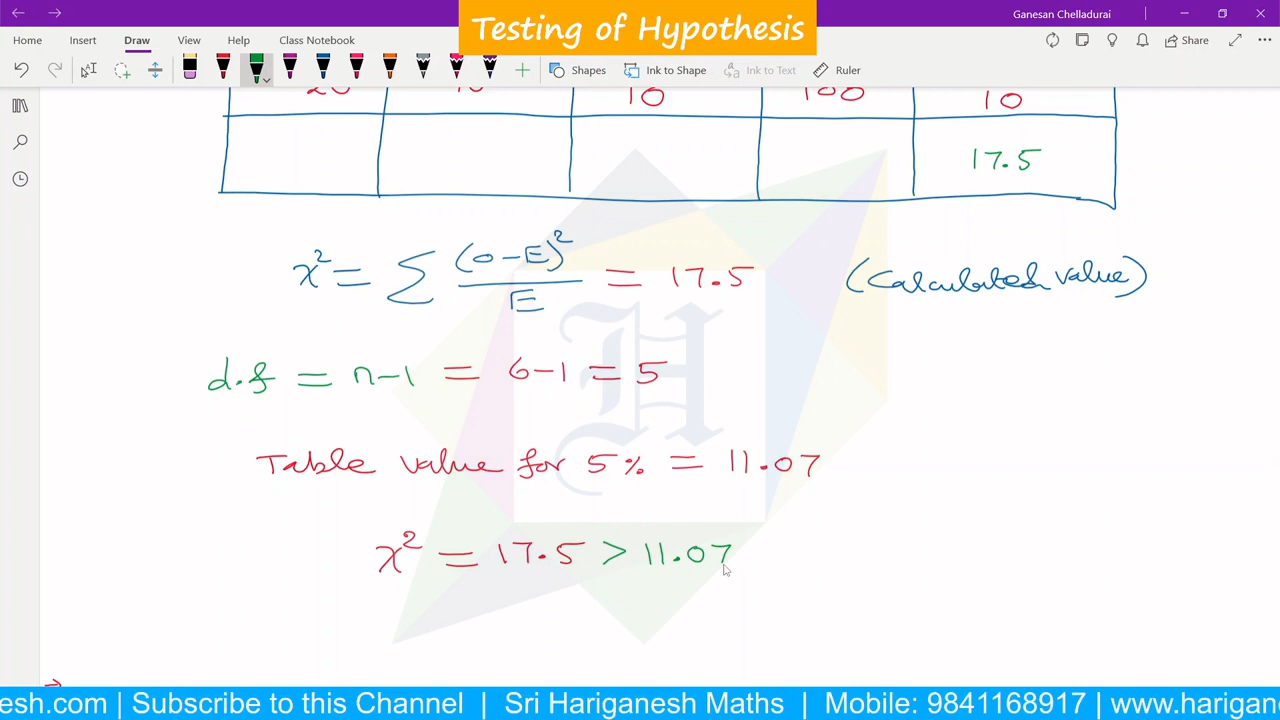 Testing of Hypothesis
Ganesan Chelladurai
Home Insert Draw View Help Class Notebook
Share
Shapes Ink to Shape Ink to Text Ruler
20 10 10 100 10
17.5
χ² = ∑ (O-E)²/E = 17.5 (Calculated value)
d.f = n-1 = 6-1 = 5
Table value for 5% = 11.07
χ² = 17.5 > 11.07
esh.com | Subscribe to this Channel | Sri Hariganesh Maths | Mobile: 9841168917 | www.harigan